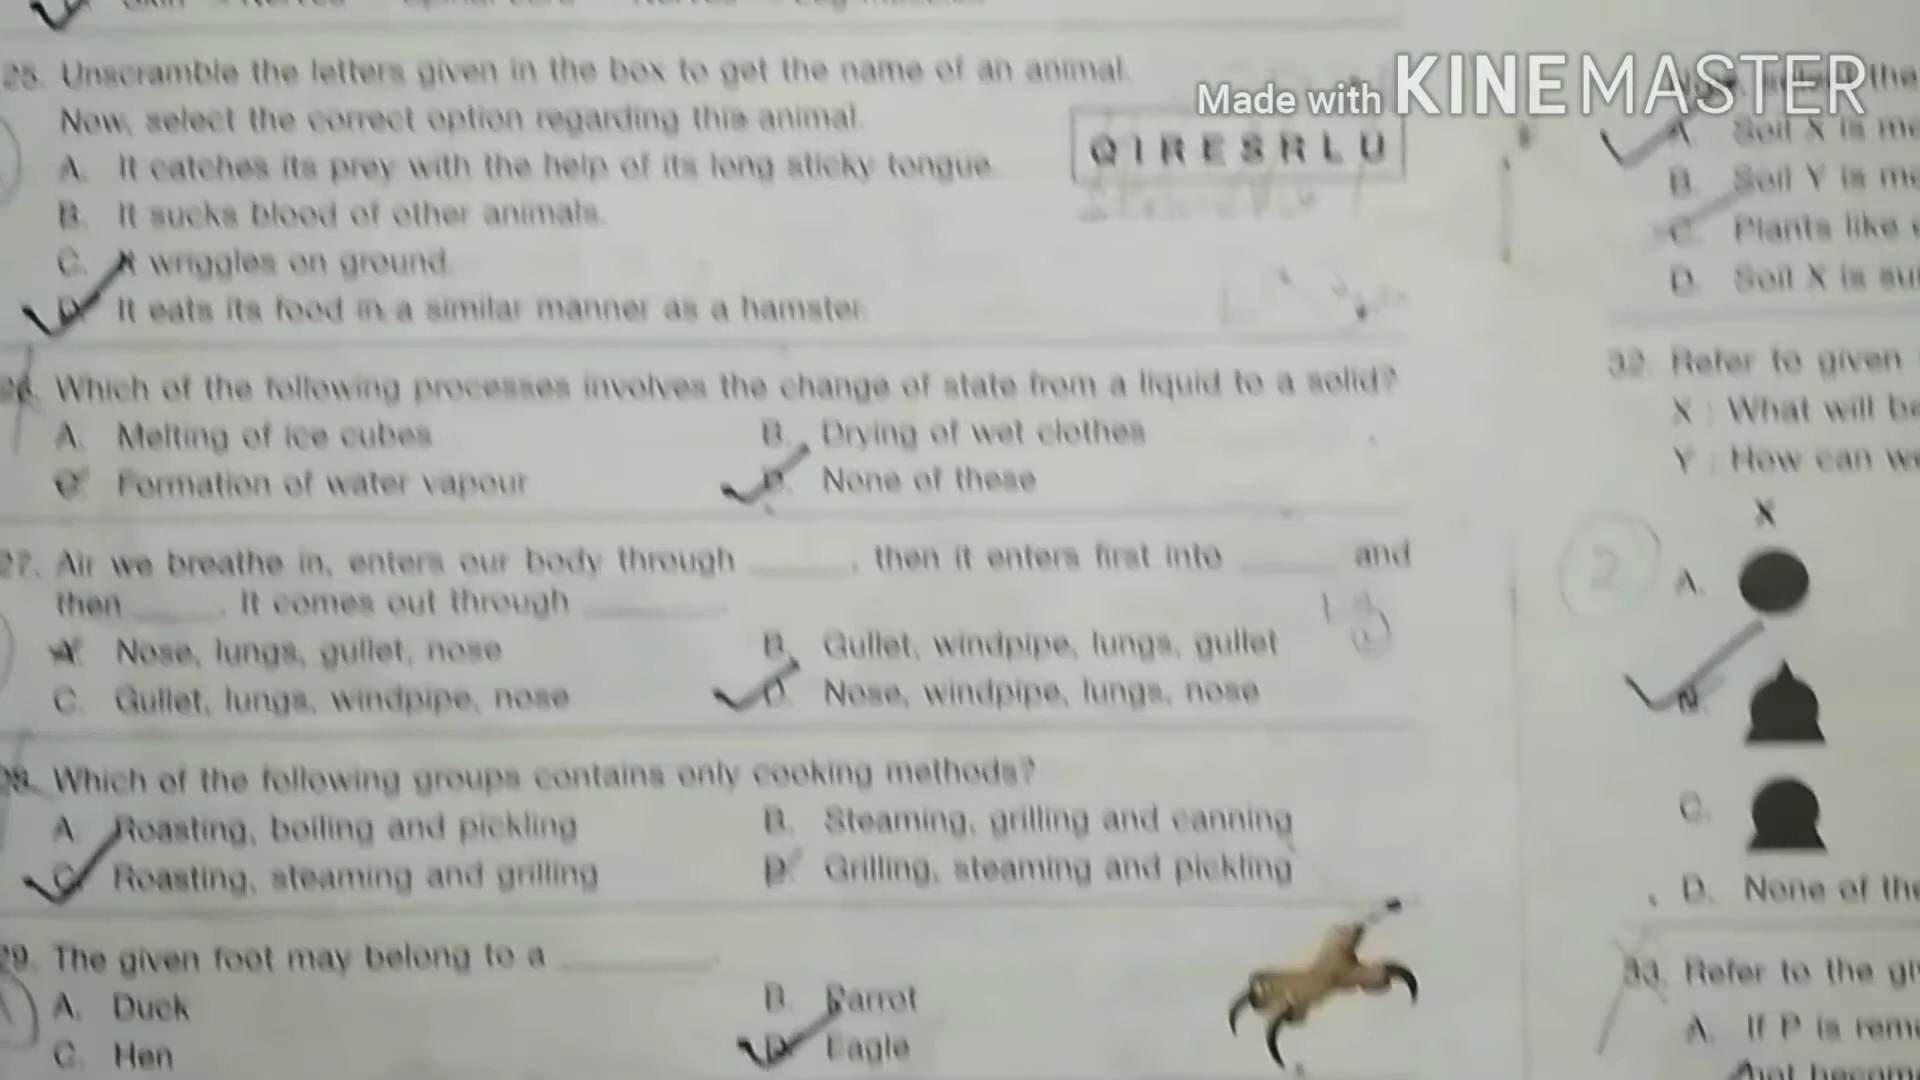 Made with KINEMASTER
25. Unscramble the letters given in the box to get the name of an animal.
Now, select the correct option regarding this animal.
QIRESRLU
A. It catches its prey with the help of its long sticky tongue.
B. It sucks blood of other animals.
C. It wriggles on ground.
D. It eats its food in a similar manner as a hamster.
26. Which of the following processes involves the change of state from a liquid to a solid?
A. Melting of ice cubes
B. Drying of wet clothes
C. Formation of water vapour
D. None of these
27. Air we breathe in, enters our body through ______, then it enters first into ______ and
then ______. It comes out through ______.
A. Nose, lungs, gullet, nose
B. Gullet, windpipe, lungs, gullet
C. Gullet, lungs, windpipe, nose
D. Nose, windpipe, lungs, nose
28. Which of the following groups contains only cooking methods?
A. Roasting, boiling and pickling
B. Steaming, grilling and canning
C. Roasting, steaming and grilling
D. Grilling, steaming and pickling
29. The given foot may belong to a ______.
A. Duck
B. Parrot
C. Hen
D. Eagle
the
A. Soil X is
B. Soil Y is
C. Plants like
D. Soil X is
32. Refer to given
X : What will
Y : How can
X
2
A.
B.
C.
D. None of
33. Refer to the
A. If P is